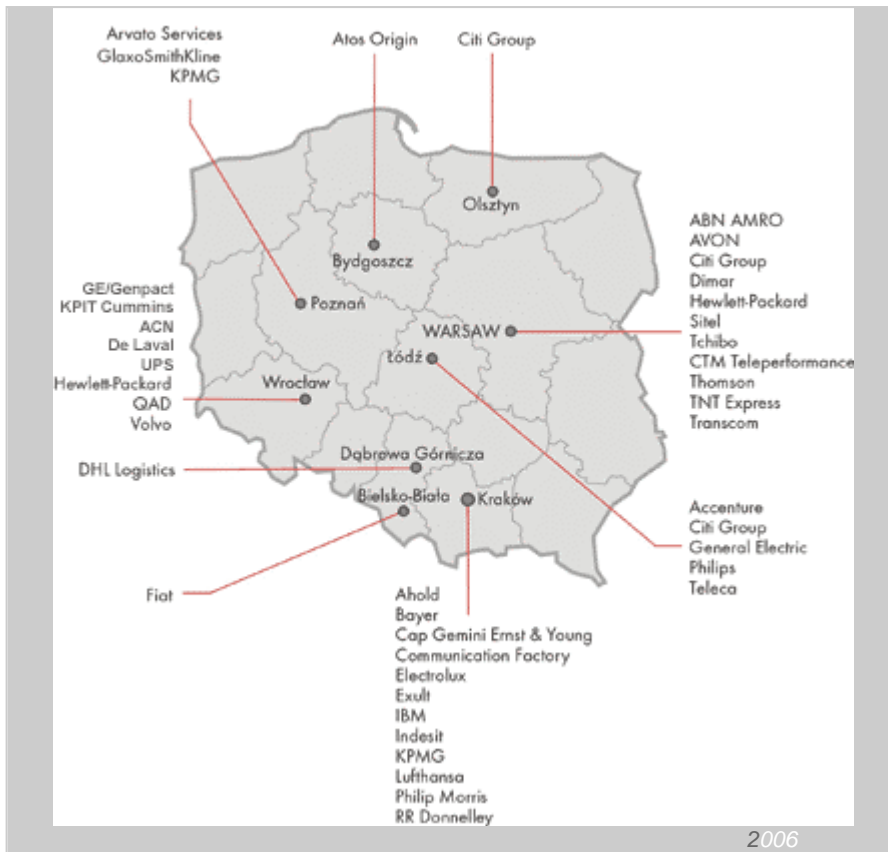 Arvato Services
GlaxoSmithKline
KPMG
Atos Origin
Citi Group
Olsztyn
Bydgoszcz
Poznań
WARSAW
Łódź
Wrocław
Dąbrowa Górnicza
Bielsko-Biała
Kraków
GE/Genpact
KPIT Cummins
ACN
De Laval
UPS
Hewlett-Packard
QAD
Volvo
DHL Logistics
Fiat
ABN AMRO
AVON
Citi Group
Dimar
Hewlett-Packard
Sitel
Tchibo
CTM Teleperformance
Thomson
TNT Express
Transcom
Accenture
Citi Group
General Electric
Philips
Teleca
Ahold
Bayer
Cap Gemini Ernst & Young
Communication Factory
Electrolux
Exult
IBM
Indesit
KPMG
Lufthansa
Philip Morris
RR Donnelley
2006